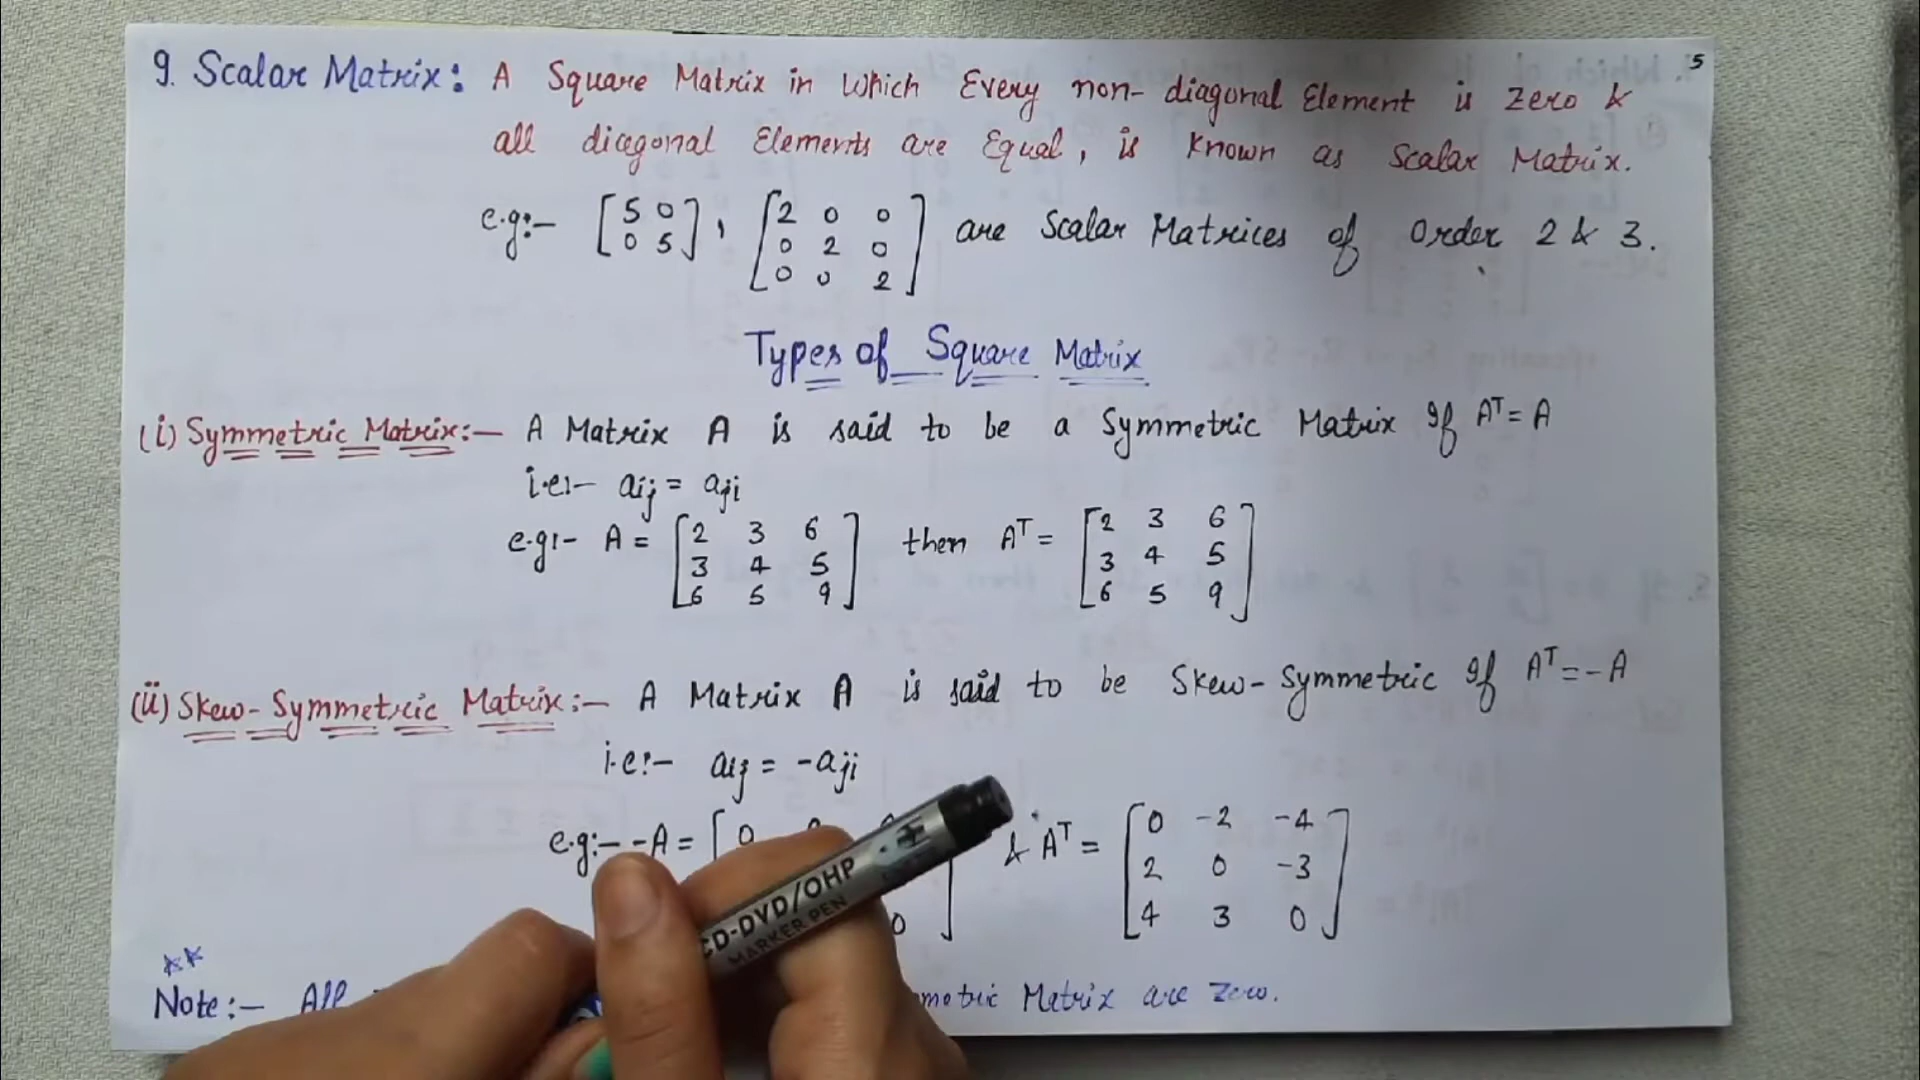 5
9. Scalar Matrix: A Square Matrix in which Every non-diagonal Element is zero &
all diagonal Elements are Equal, is known as Scalar Matrix.
e.g:- [5 0 , [2 0 0 are Scalar Matrices of Order 2 & 3.
0 5] 0 2 0
0 0 2]
Types of Square Matrix
(i) Symmetric Matrix:- A Matrix A is said to be a Symmetric Matrix If Aᵀ = A
i.e:- aij = aji
e.g:- A = [2 3 6 then Aᵀ = [2 3 6
3 4 5 3 4 5
6 5 9] 6 5 9]
(ii) Skew-Symmetric Matrix:- A Matrix A is said to be Skew-Symmetric If Aᵀ = -A
i.e:- aij = -aji
e.g:- -A = [0 & Aᵀ = [0 -2 -4
2 0 -3
0] 4 3 0]
CD-DVD/OHP
MARKER PEN
**
Note:- All Matrix are zero.